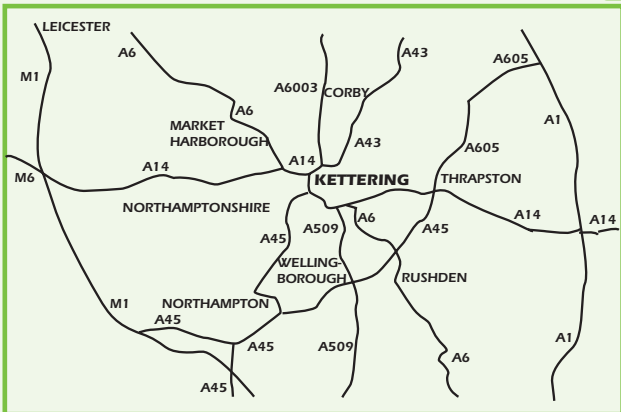 LEICESTER
A6
A43
M1
A605
A6003
CORBY
A6
A1
MARKET
HARBOROUGH
A43
A605
A14
A14
M6
KETTERING
THRAPSTON
NORTHAMPTONSHIRE
A6
A14
A14
A45
A509
A45
WELLING-
BOROUGH
RUSHDEN
M1
NORTHAMPTON
A45
A1
A45
A509
A6
A45